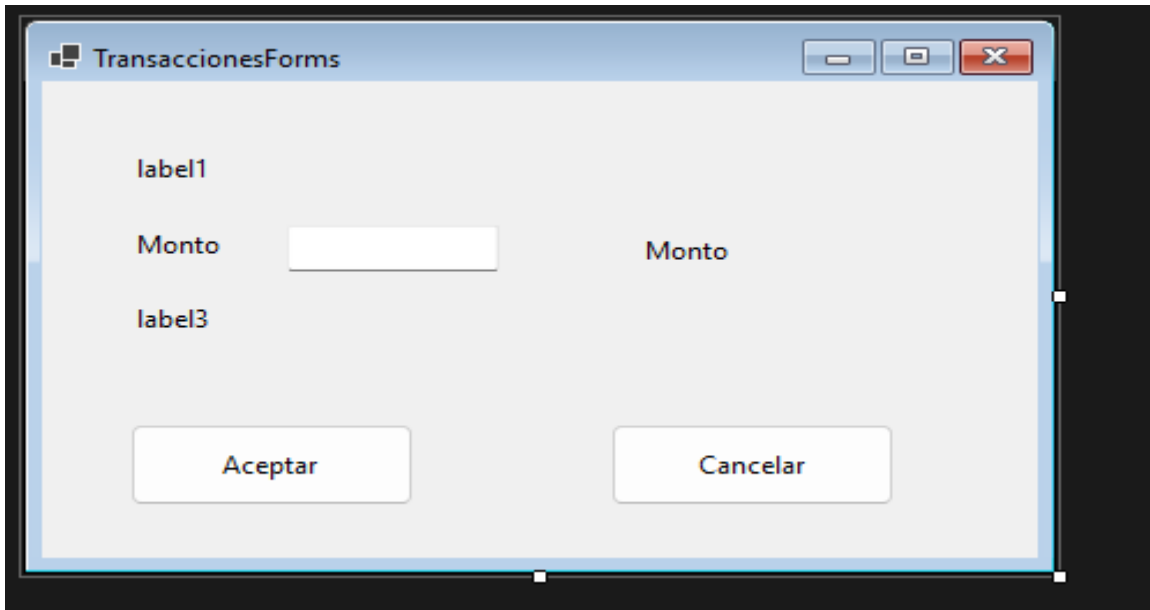 TransaccionesForms
label1
Monto Monto
label3
Aceptar Cancelar